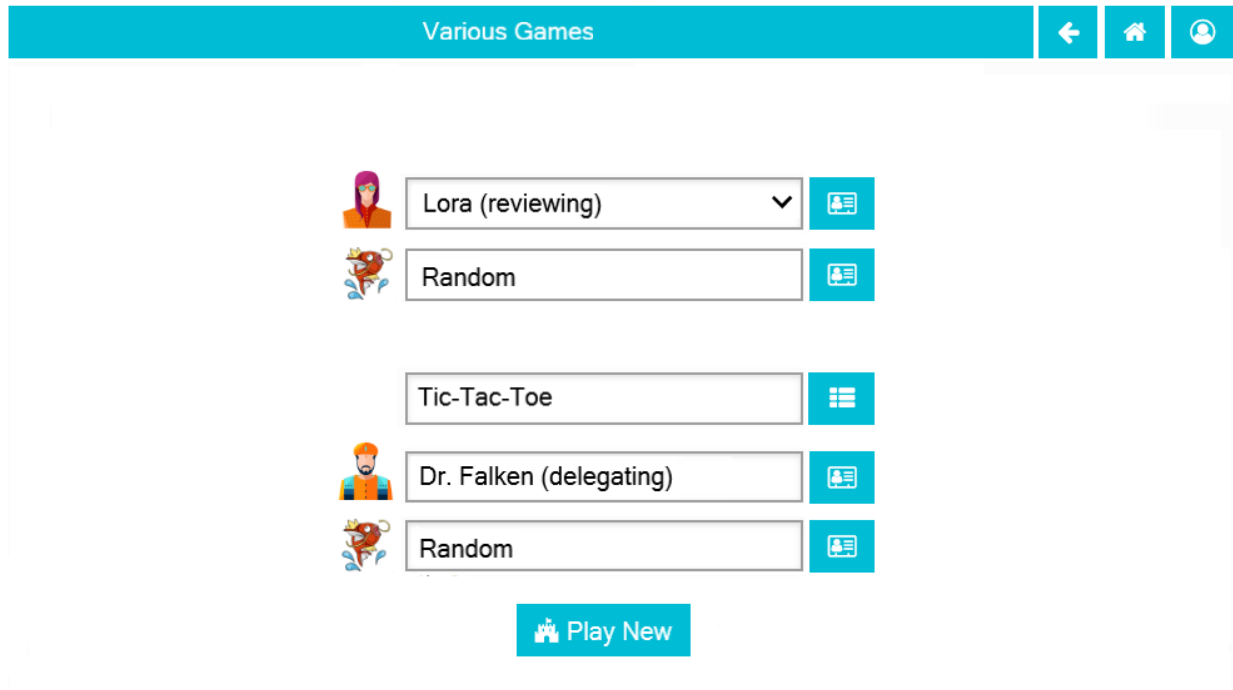 Various Games
Lora (reviewing)
Random
Tic-Tac-Toe
Dr. Falken (delegating)
Random
Play New